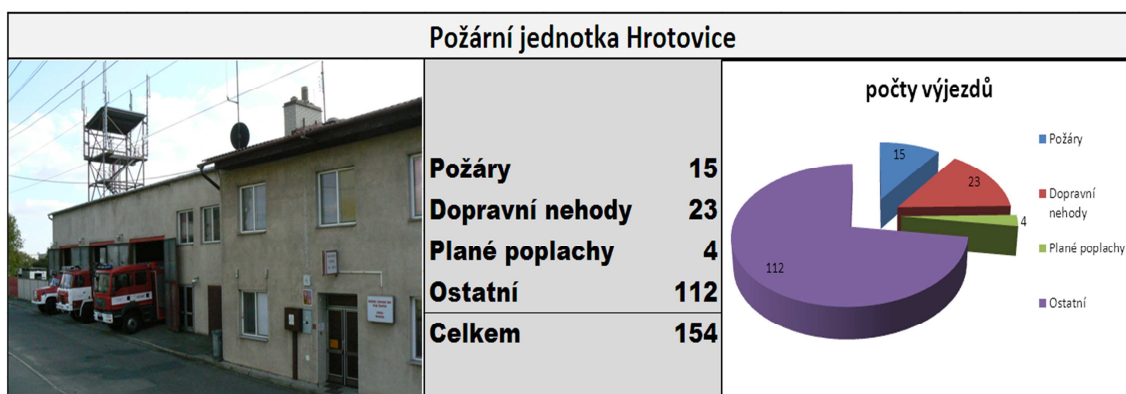 Požární jednotka Hrotovice
Požáry 15
Dopravní nehody 23
Plané poplachy 4
Ostatní 112
Celkem 154
počty výjezdů
15
23
4
112
Požáry
Dopravní
nehody
Plané poplachy
Ostatní